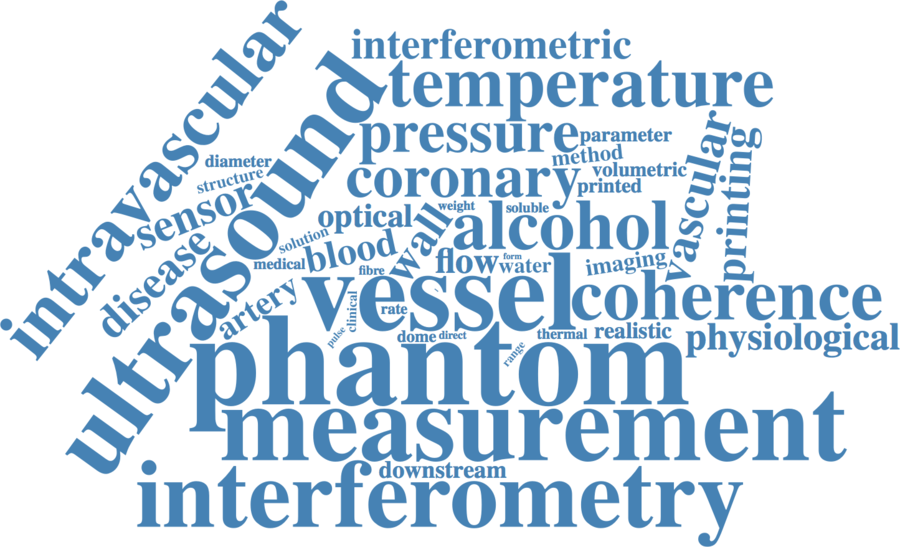 interferometric
temperature
intravascular
ultrasound
pressure
parameter
method
volumetric
printed
diameter
structure
sensor
coronary
vascular
printing
optical
weight
soluble
alcohol
disease
solution
blood
wall
medical
fibre
flow
form
water
imaging
artery
vessel
coherence
clinical
rate
pulse
dome
direct
thermal
realistic
physiological
range
phantom
measurement
downstream
interferometry